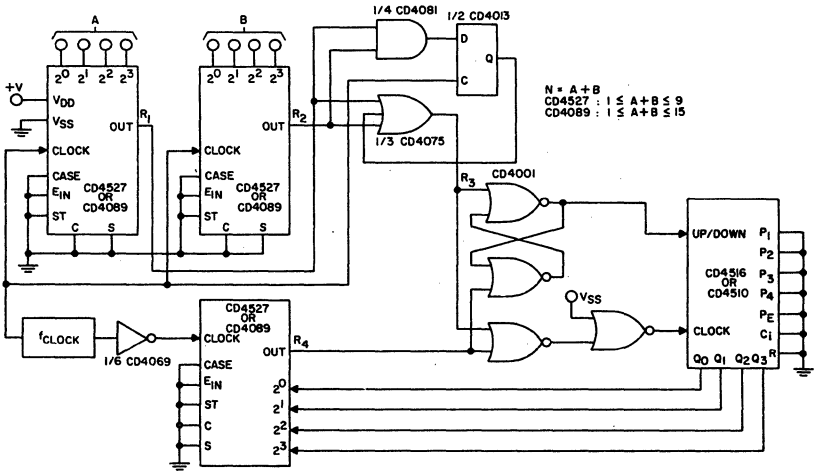 A
B
1/4 CD4081
1/2 CD4013
D
Q
C
2⁰ 2¹ 2² 2³
+V
V_DD
V_SS
OUT
R₁
CLOCK
CASE
E_IN
ST
CD4527
OR
CD4089
C S
2⁰ 2¹ 2² 2³
OUT
R₂
CLOCK
CASE
E_IN
ST
CD4527
OR
CD4089
C S
1/3 CD4075
N = A + B
CD4527 : 1 ≤ A+B ≤ 9
CD4089 : 1 ≤ A+B ≤ 15
R₃
CD4001
V_SS
UP/DOWN
CD4516
OR
CD4510
CLOCK
P₁
P₂
P₃
P₄
P_E
C_i
R
Q₀ Q₁ Q₂ Q₃
f_CLOCK
1/6 CD4069
CD4527
OR
CD4089
CLOCK
OUT
R₄
CASE
E_IN
ST
C
S
2⁰
2¹
2²
2³